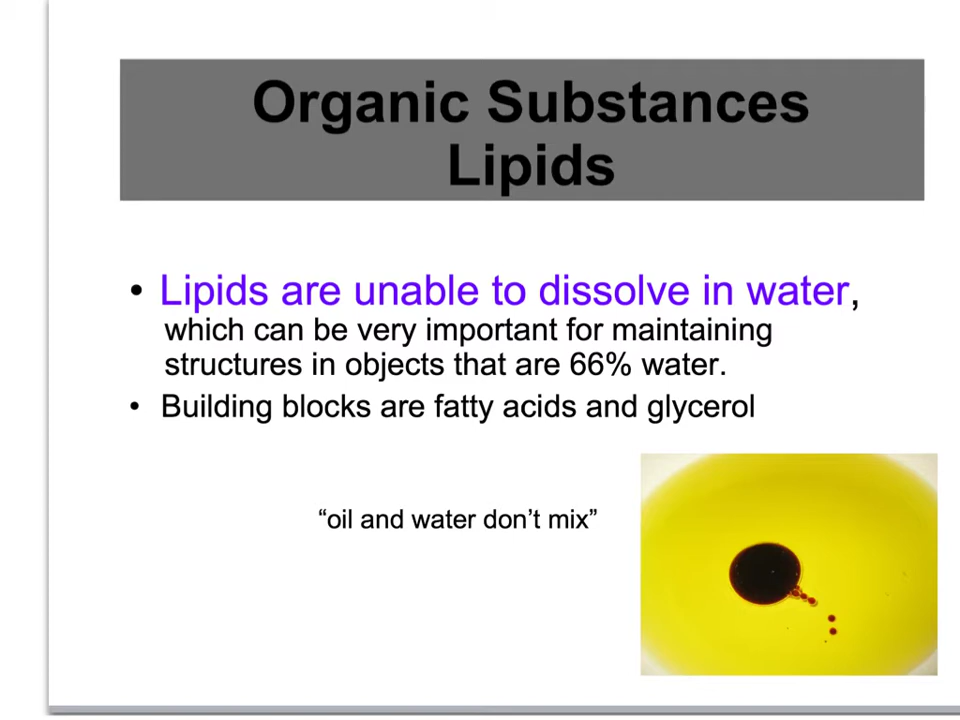 Organic Substances
Lipids
• Lipids are unable to dissolve in water,
which can be very important for maintaining
structures in objects that are 66% water.
• Building blocks are fatty acids and glycerol
“oil and water don’t mix”